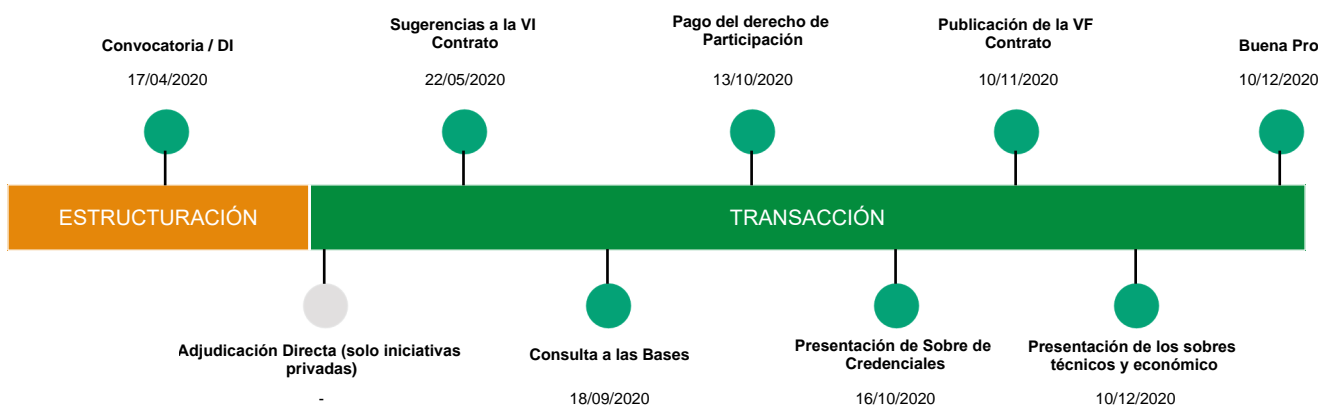 Convocatoria / DI
17/04/2020
Sugerencias a la VI
Contrato
22/05/2020
Pago del derecho de
Participación
13/10/2020
Publicación de la VF
Contrato
10/11/2020
Buena Pro
10/12/2020
ESTRUCTURACIÓN
TRANSACCIÓN
Adjudicación Directa (solo iniciativas
privadas)
-
Consulta a las Bases
18/09/2020
Presentación de Sobre de
Credenciales
16/10/2020
Presentación de los sobres
técnicos y económico
10/12/2020